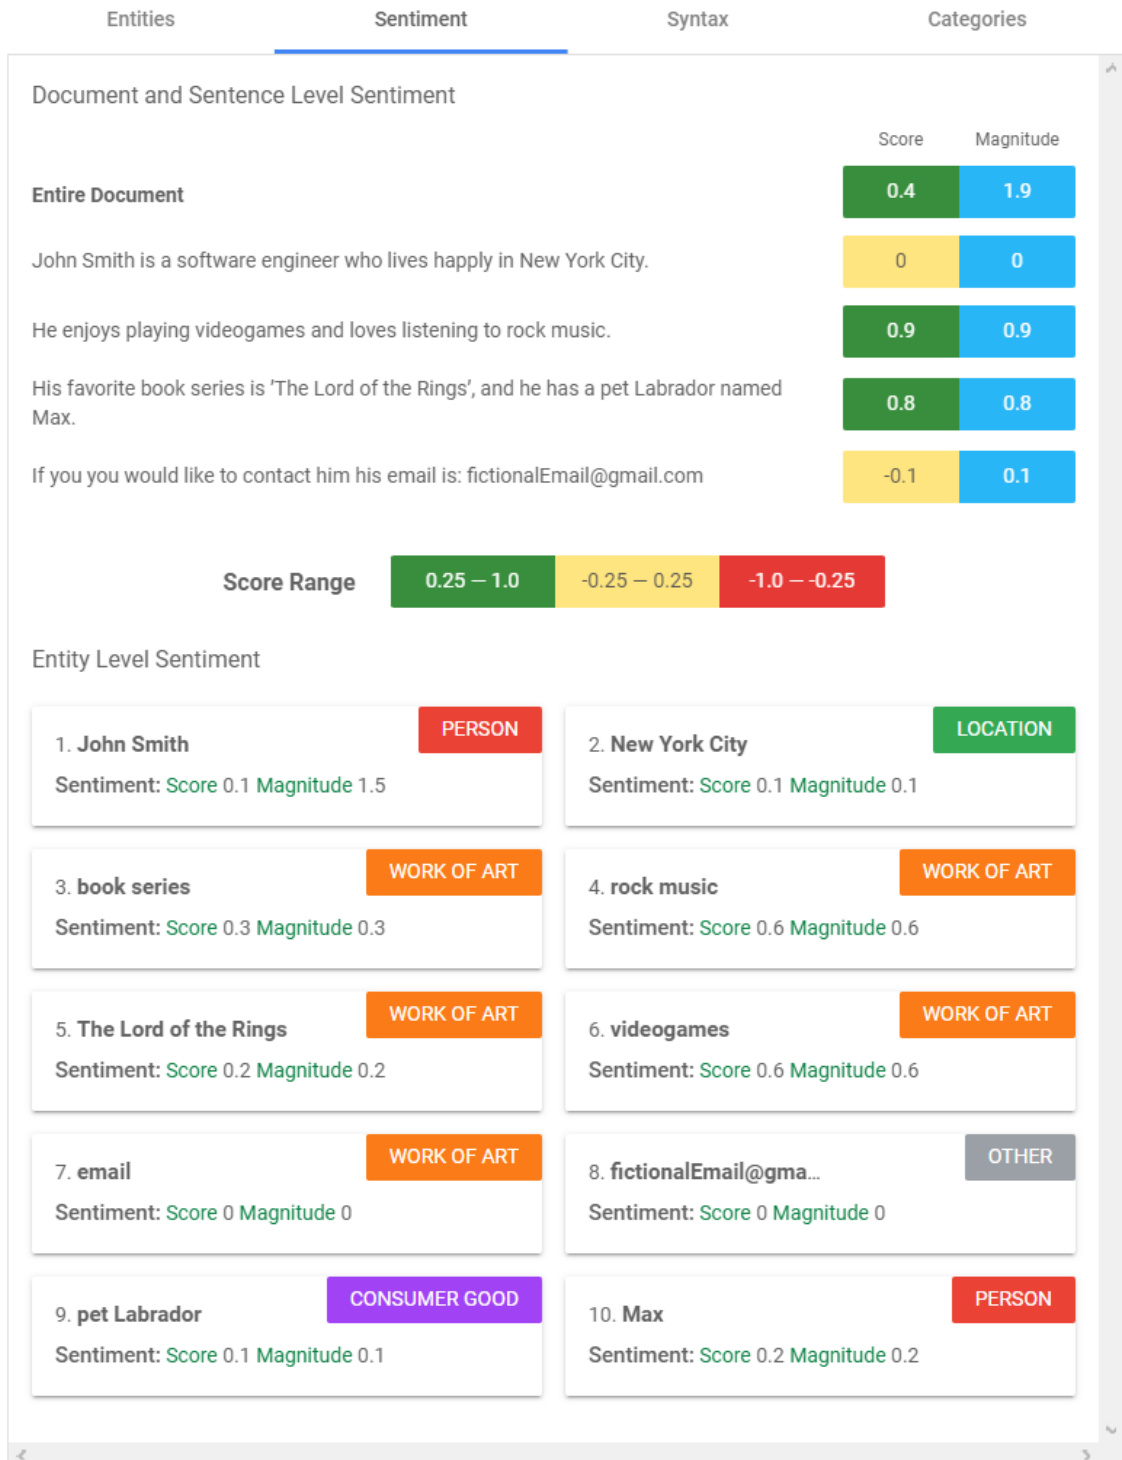 Entities Sentiment Syntax Categories
Document and Sentence Level Sentiment
Score Magnitude
Entire Document 0.4 1.9
John Smith is a software engineer who lives happly in New York City. 0 0
He enjoys playing videogames and loves listening to rock music. 0.9 0.9
His favorite book series is 'The Lord of the Rings', and he has a pet Labrador named
Max. 0.8 0.8
If you you would like to contact him his email is: fictionalEmail@gmail.com -0.1 0.1
Score Range 0.25 — 1.0 -0.25 — 0.25 -1.0 — -0.25
Entity Level Sentiment
1. John Smith PERSON
Sentiment: Score 0.1 Magnitude 1.5
2. New York City LOCATION
Sentiment: Score 0.1 Magnitude 0.1
3. book series WORK OF ART
Sentiment: Score 0.3 Magnitude 0.3
4. rock music WORK OF ART
Sentiment: Score 0.6 Magnitude 0.6
5. The Lord of the Rings WORK OF ART
Sentiment: Score 0.2 Magnitude 0.2
6. videogames WORK OF ART
Sentiment: Score 0.6 Magnitude 0.6
7. email WORK OF ART
Sentiment: Score 0 Magnitude 0
8. fictionalEmail@gma... OTHER
Sentiment: Score 0 Magnitude 0
9. pet Labrador CONSUMER GOOD
Sentiment: Score 0.1 Magnitude 0.1
10. Max PERSON
Sentiment: Score 0.2 Magnitude 0.2